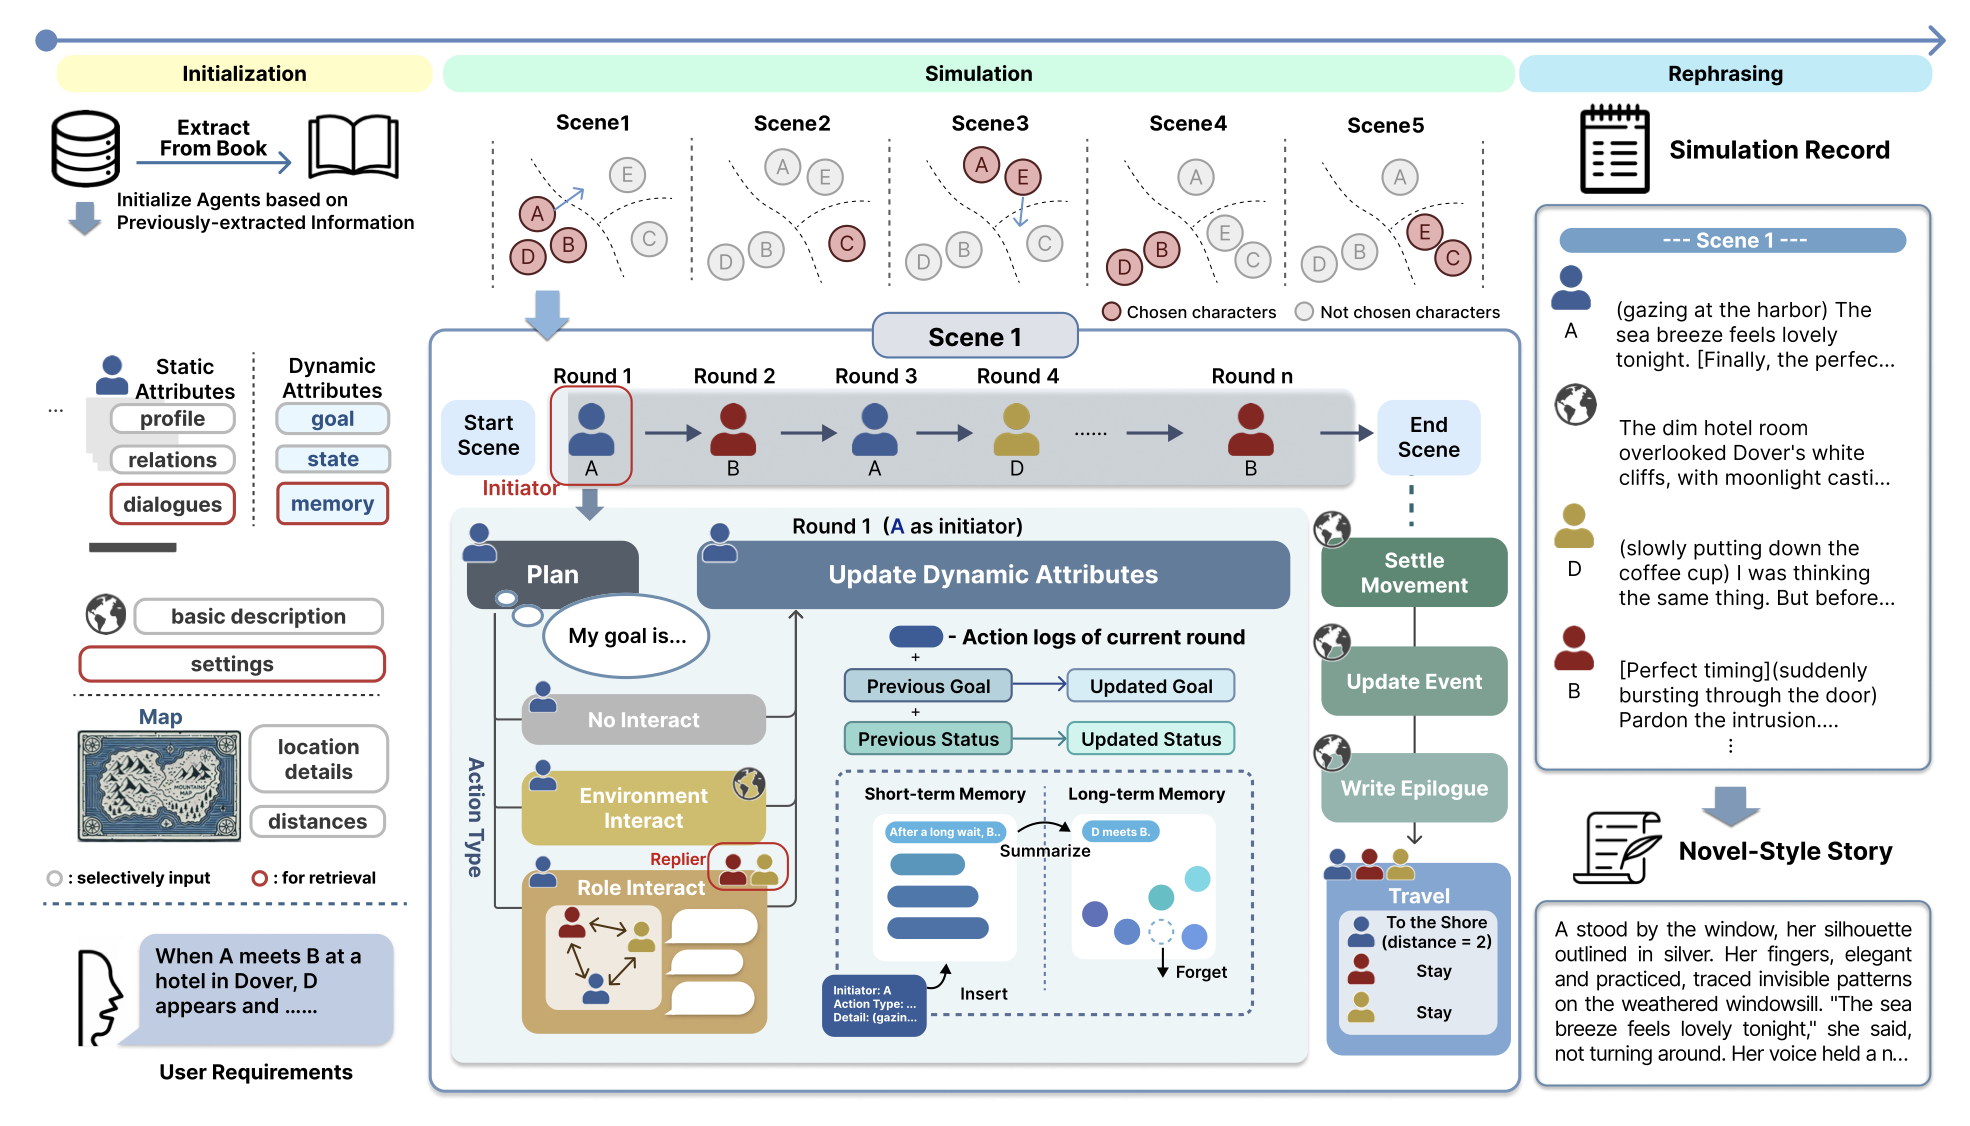 Initialization
Simulation
Rephrasing
Extract
From Book
Initialize Agents based on
Previously-extracted Information
...
Static
Attributes
profile
relations
dialogues
Dynamic
Attributes
goal
state
memory
basic description
settings
Map
MOUNTAINS
MAP
location
details
distances
: selectively input
: for retrieval
When A meets B at a
hotel in Dover, D
appears and ......
User Requirements
Scene1
Scene2
Scene3
Scene4
Scene5
A
B
D
E
C
A
E
B
D
C
A
E
B
D
C
A
B
D
E
C
A
B
D
E
C
Chosen characters
Not chosen characters
Scene 1
Round 1
Round 2
Round 3
Round 4
Round n
Start
Scene
A
B
A
D
......
B
End
Scene
Initiator
Round 1 (A as initiator)
Plan
My goal is...
Update Dynamic Attributes
Action Type
No Interact
Environment
Interact
Replier
Role Interact
- Action logs of current round
+
Previous Goal
Updated Goal
+
Previous Status
Updated Status
Short-term Memory
Long-term Memory
After a long wait, B..
Summarize
D meets B.
Forget
Insert
Initiator: A
Action Type: ...
Detail: (gazin...
Settle
Movement
Update Event
Write Epilogue
Travel
To the Shore
(distance = 2)
Stay
Stay
Simulation Record
--- Scene 1 ---
A
(gazing at the harbor) The
sea breeze feels lovely
tonight. [Finally, the perfec...
The dim hotel room
overlooked Dover's white
cliffs, with moonlight casti...
D
(slowly putting down the
coffee cup) I was thinking
the same thing. But before...
B
[Perfect timing](suddenly
bursting through the door)
Pardon the intrusion....
⋮
Novel-Style Story
A stood by the window, her silhouette
outlined in silver. Her fingers, elegant
and practiced, traced invisible patterns
on the weathered windowsill. "The sea
breeze feels lovely tonight," she said,
not turning around. Her voice held a n...